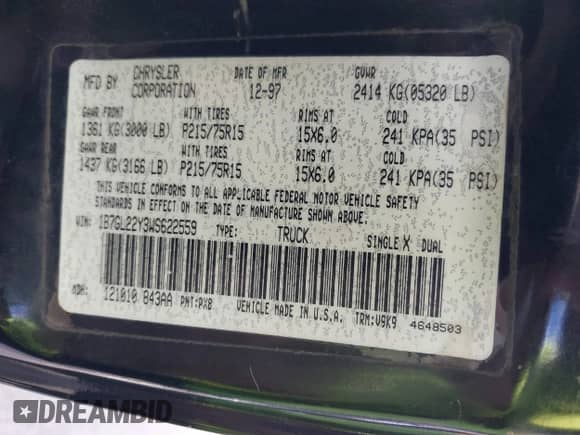 MFD BY CHRYSLER CORPORATION DATE OF MFR 12-97 GVWR 2414 KG(05320 LB)
GAWR FRONT WITH TIRES RIMS AT COLD
1361 KG(3000 LB) P215/75R15 15X6.0 241 KPA(35 PSI)
GAWR REAR WITH TIRES RIMS AT COLD
1437 KG(3166 LB) P215/75R15 15X6.0 241 KPA(35 PSI)
THIS VEHICLE CONFORMS TO ALL APPLICABLE FEDERAL MOTOR VEHICLE SAFETY
STANDARDS IN EFFECT ON THE DATE OF MANUFACTURE SHOWN ABOVE.
VIN: 1B7GL22Y3WS622559 TYPE: TRUCK SINGLE X DUAL
MDH: 121010 843AA PNT:PX8 VEHICLE MADE IN U.S.A. TRM:V9K9 4648503
DREAMBID